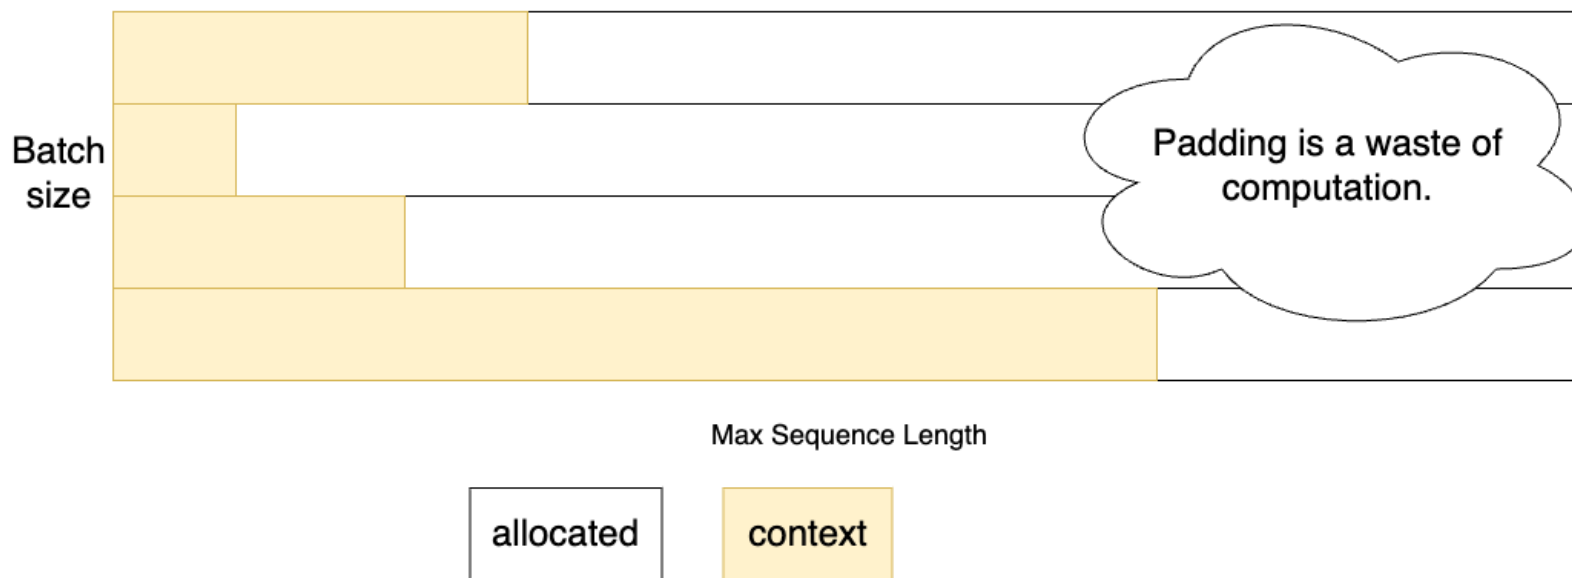 Batch
size
Padding is a waste of
computation.
Max Sequence Length
allocated
context